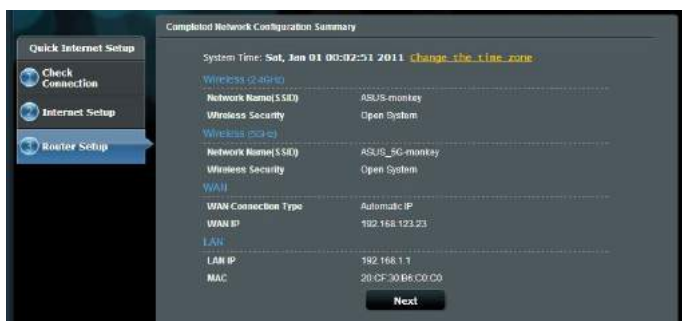 Completed Network Configuration Summary
Quick Internet Setup
1 Check Connection
2 Internet Setup
3 Router Setup
System Time: Sat, Jan 01 00:02:51 2011 Change the time zone
Wireless (2.4GHz)
Network Name(SSID) ASUS-monkey
Wireless Security Open System
Wireless (5GHz)
Network Name(SSID) ASUS_5G-monkey
Wireless Security Open System
WAN
WAN Connection Type Automatic IP
WAN IP 192.168.123.23
LAN
LAN IP 192.168.1.1
MAC 20:CF:30:B6:C0:C0
Next